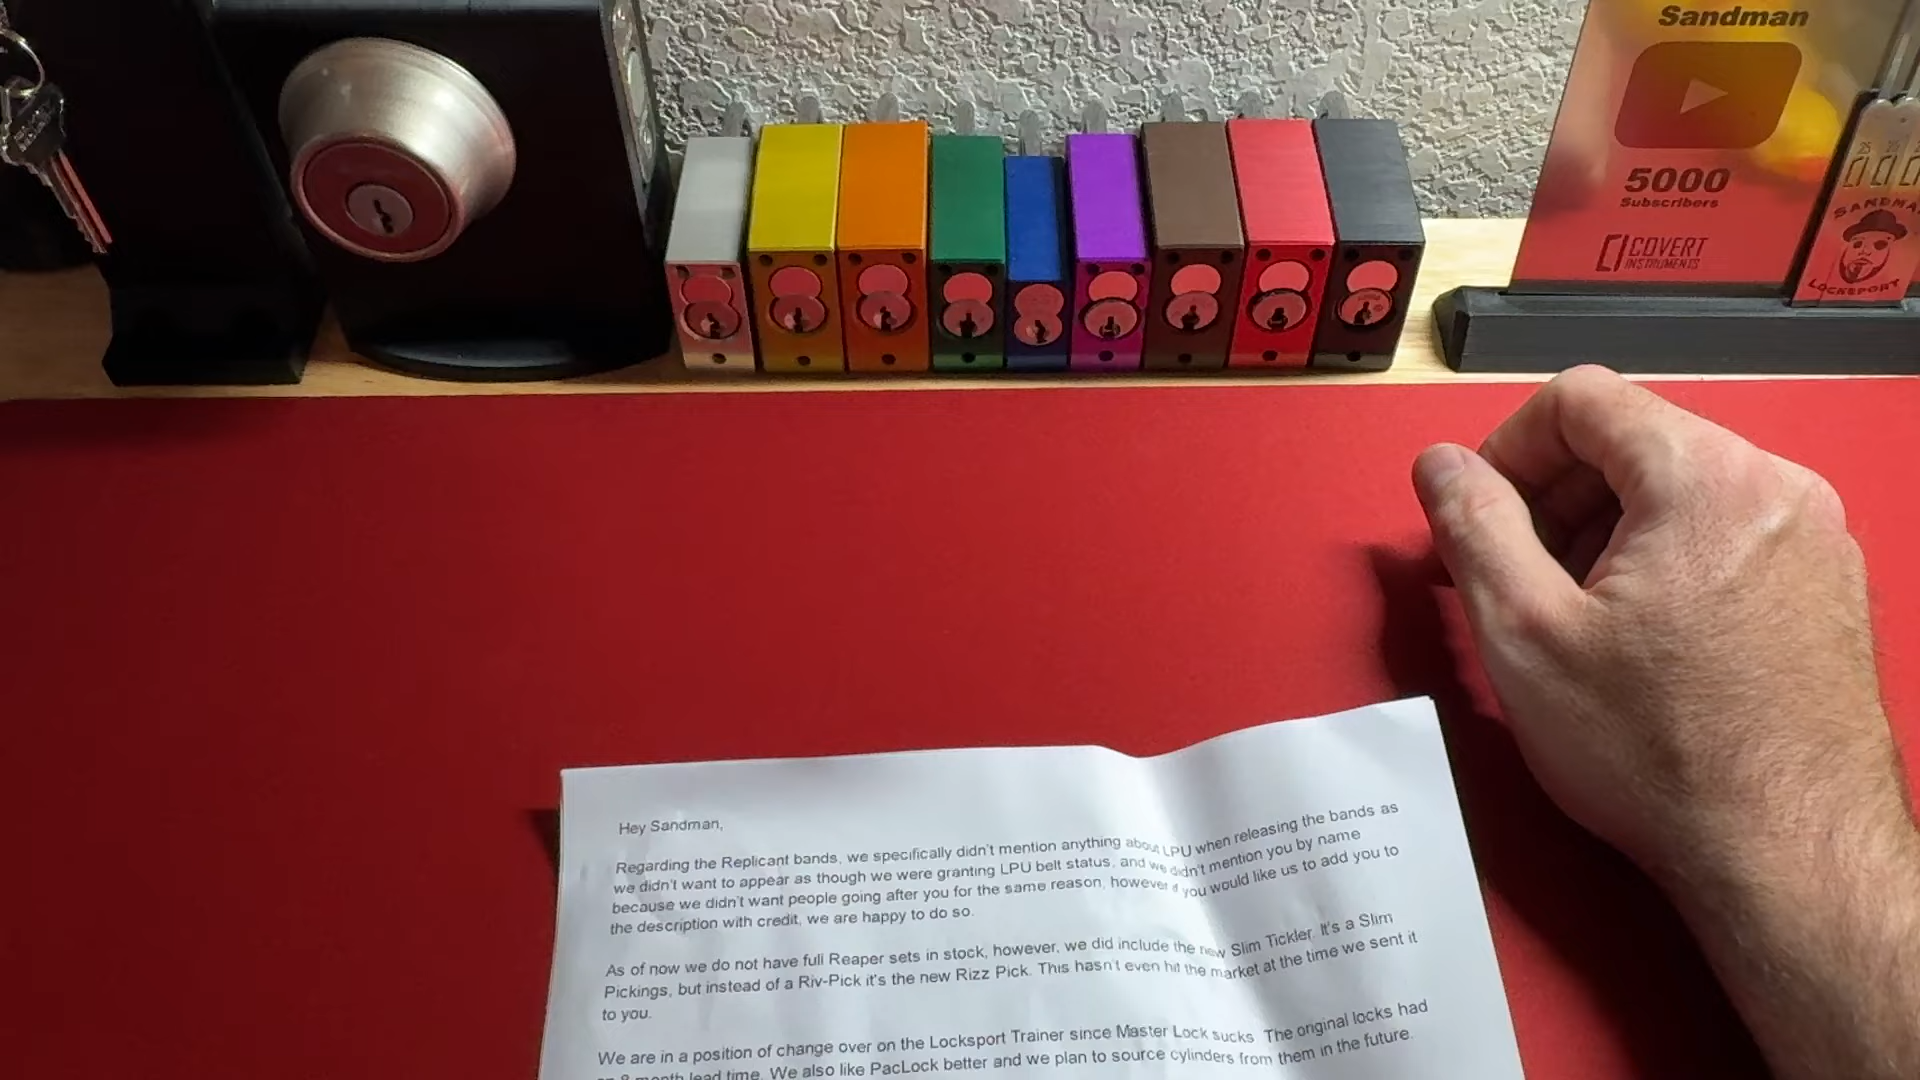 Sandman
5000
Subscribers
COVERT
INSTRUMENTS
SANDMA
LOCKSPORT
Hey Sandman,
Regarding the Replicant bands, we specifically didn't mention anything about LPU when releasing the bands as
we didn't want to appear as though we were granting LPU belt status, and we didn't mention you by name
because we didn't want people going after you for the same reason, however if you would like us to add you to
the description with credit, we are happy to do so.
As of now we do not have full Reaper sets in stock, however, we did include the new Slim Tickler. It's a Slim
Pickings, but instead of a Riv-Pick it's the new Rizz Pick. This hasn't even hit the market at the time we sent it
to you.
We are in a position of change over on the Locksport Trainer since Master Lock sucks. The original locks had
8 month lead time. We also like PacLock better and we plan to source cylinders from them in the future.